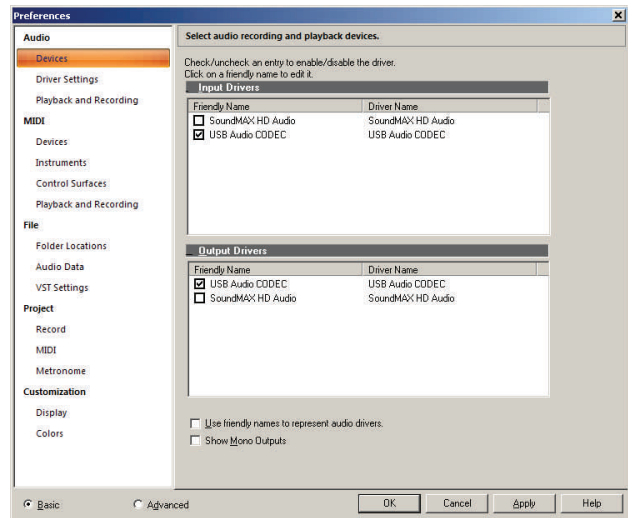 Preferences
Audio
Devices
Driver Settings
Playback and Recording
MIDI
Devices
Instruments
Control Surfaces
Playback and Recording
File
Folder Locations
Audio Data
VST Settings
Project
Record
MIDI
Metronome
Customization
Display
Colors
Basic Advanced
Select audio recording and playback devices.
Check/uncheck an entry to enable/disable the driver.
Click on a friendly name to edit it.
Input Drivers
Friendly Name Driver Name
SoundMAX HD Audio SoundMAX HD Audio
USB Audio CODEC USB Audio CODEC
Output Drivers
Friendly Name Driver Name
USB Audio CODEC USB Audio CODEC
SoundMAX HD Audio SoundMAX HD Audio
Use friendly names to represent audio drivers.
Show Mono Outputs
OK Cancel Apply Help